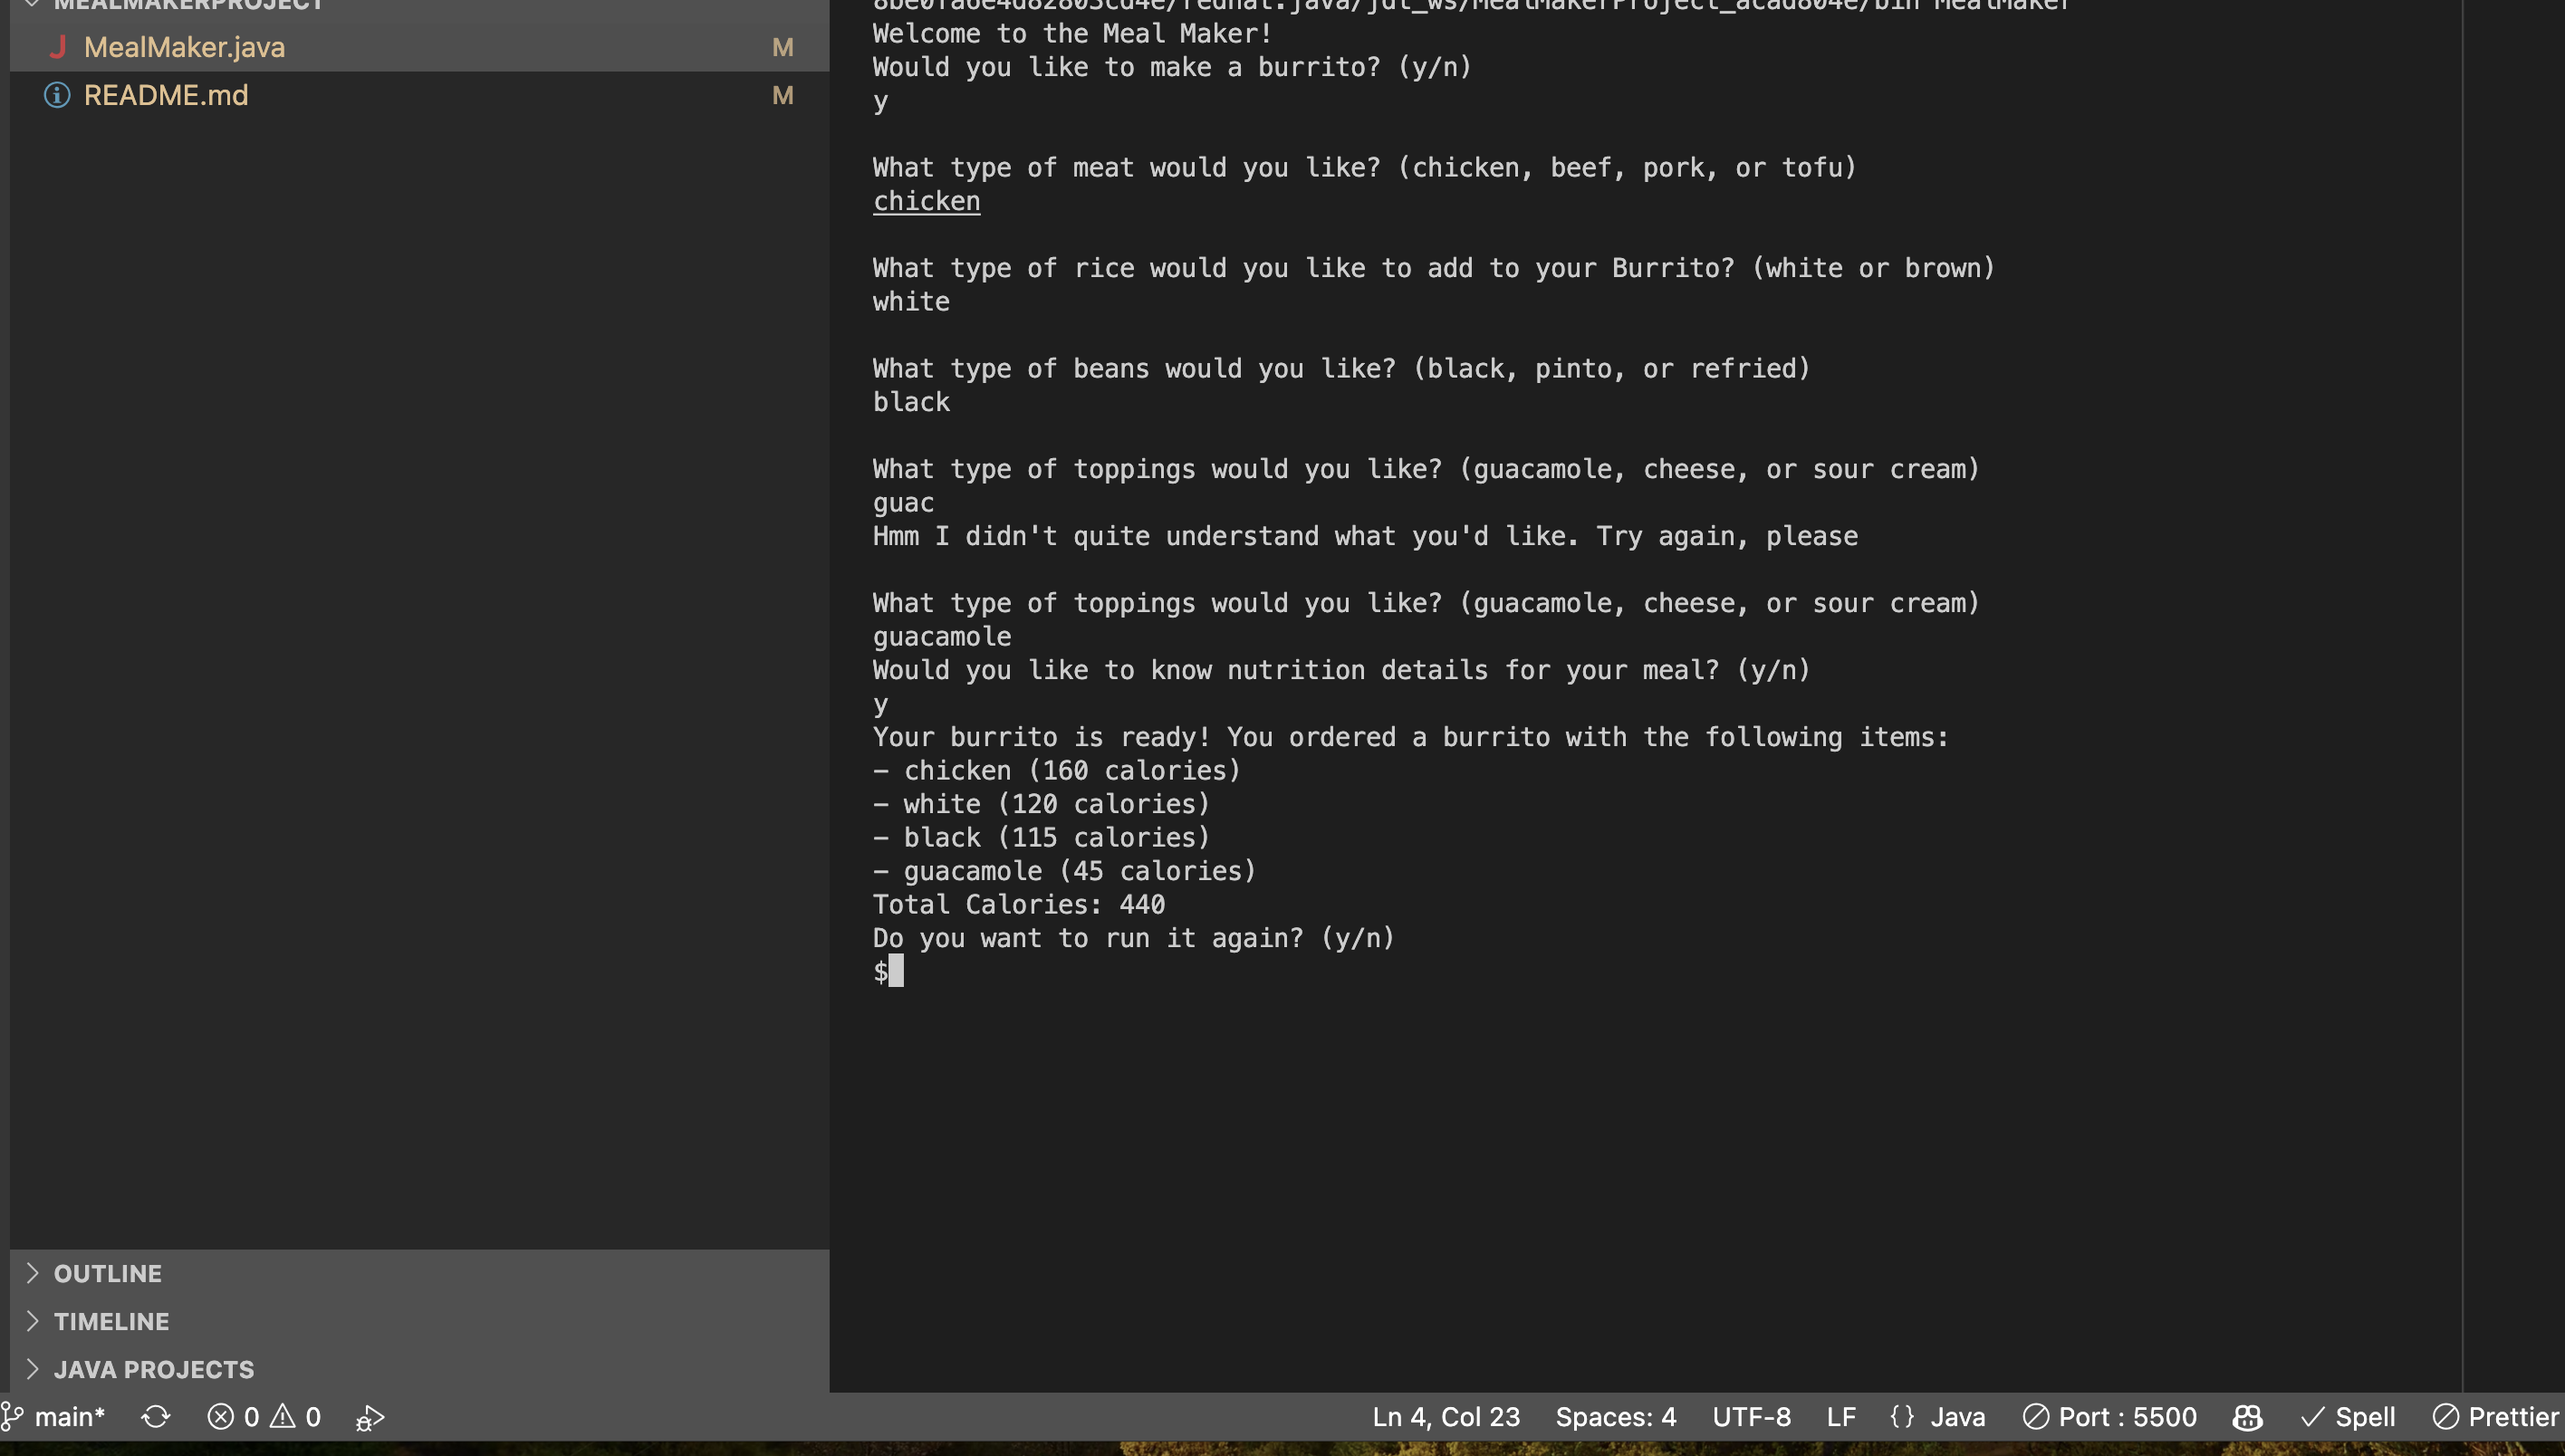 MEALMAKERPROJECT
MealMaker.java M
README.md M
OUTLINE
TIMELINE
JAVA PROJECTS
8be0fa6e4d82803cd4e/redhat.java/jdt_ws/MealMakerProject_acad804e/bin MealMaker
Welcome to the Meal Maker!
Would you like to make a burrito? (y/n)
y
What type of meat would you like? (chicken, beef, pork, or tofu)
chicken
What type of rice would you like to add to your Burrito? (white or brown)
white
What type of beans would you like? (black, pinto, or refried)
black
What type of toppings would you like? (guacamole, cheese, or sour cream)
guac
Hmm I didn't quite understand what you'd like. Try again, please
What type of toppings would you like? (guacamole, cheese, or sour cream)
guacamole
Would you like to know nutrition details for your meal? (y/n)
y
Your burrito is ready! You ordered a burrito with the following items:
– chicken (160 calories)
– white (120 calories)
– black (115 calories)
– guacamole (45 calories)
Total Calories: 440
Do you want to run it again? (y/n)
$
main* 0 0 Ln 4, Col 23 Spaces: 4 UTF-8 LF {} Java Port : 5500 Spell Prettier